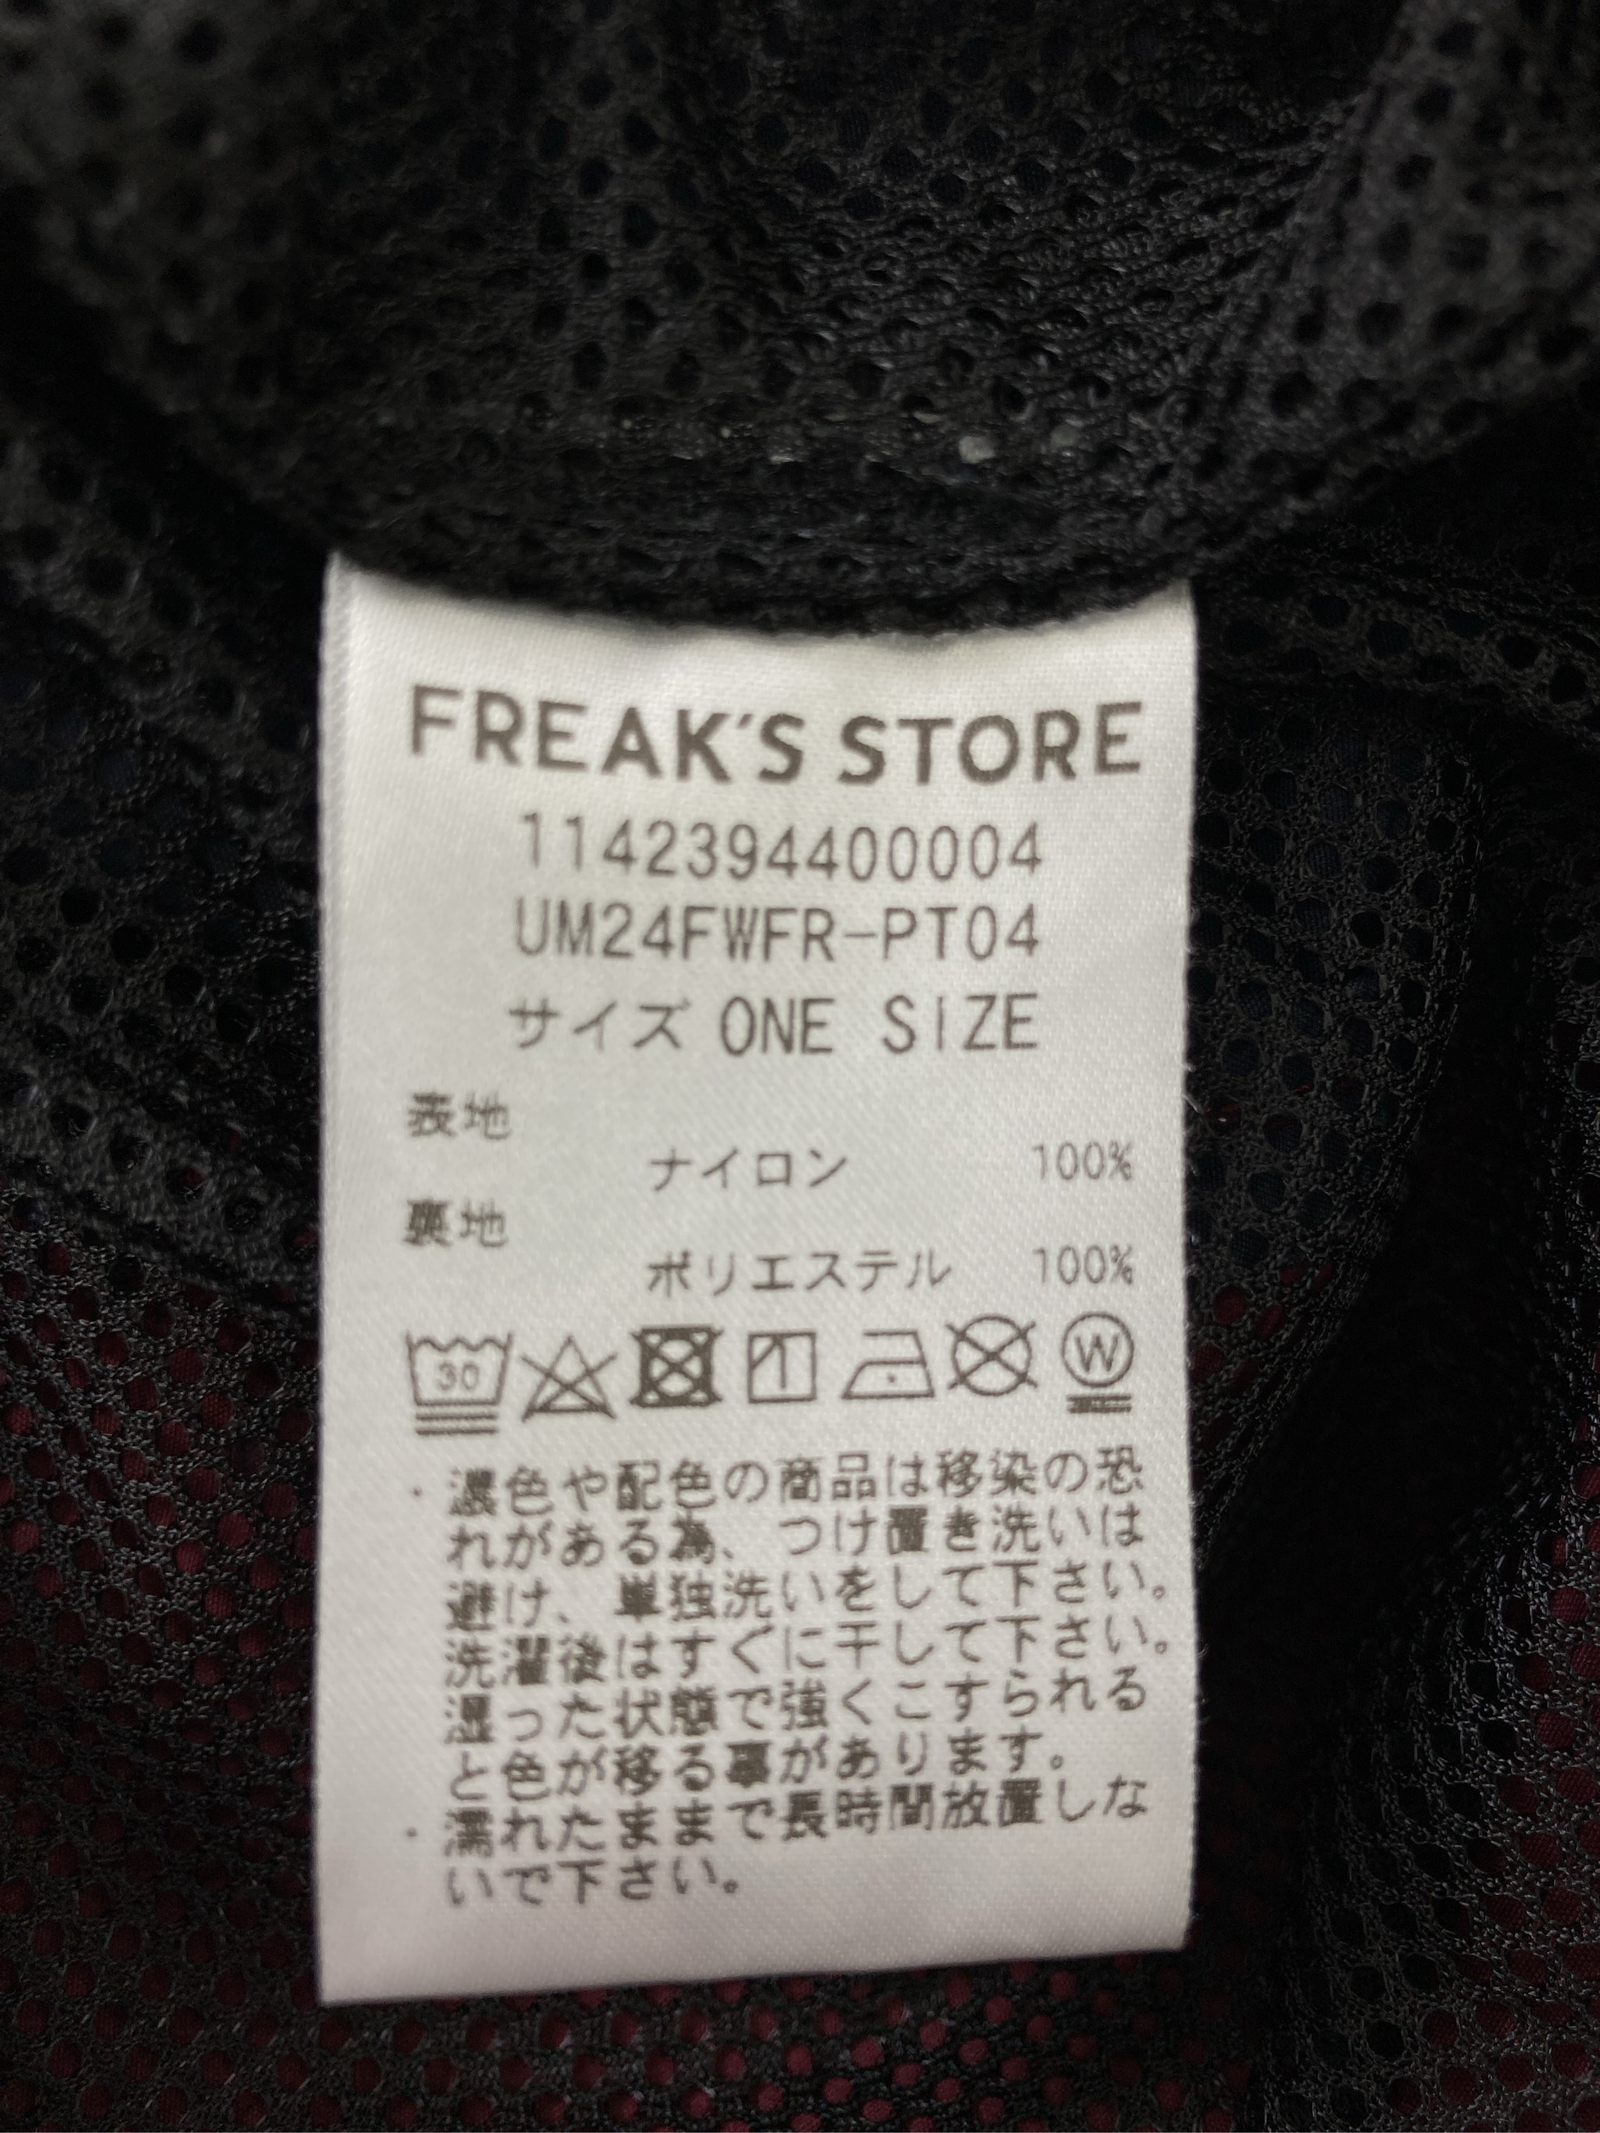 FREAK'S STORE
1142394400004
UM24FWFR-PT04
サイズ ONE SIZE
表地
ナイロン 100%
裏地
ポリエステル 100%
30 W
・濃色や配色の商品は移染の恐
れがある為、つけ置き洗いは
避け、単独洗いをして下さい。
洗濯後はすぐに干して下さい。
湿った状態で強くこすられる
と色が移る事があります。
・濡れたままで長時間放置しな
いで下さい。